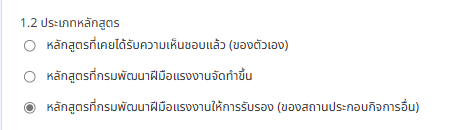 1.2 ประเภทหลักสูตร
หลักสูตรที่เคยได้รับความเห็นชอบแล้ว (ของตัวเอง)
หลักสูตรที่กรมพัฒนาฝีมือแรงงานจัดทำขึ้น
หลักสูตรที่กรมพัฒนาฝีมือแรงงานให้การรับรอง (ของสถานประกอบกิจการอื่น)